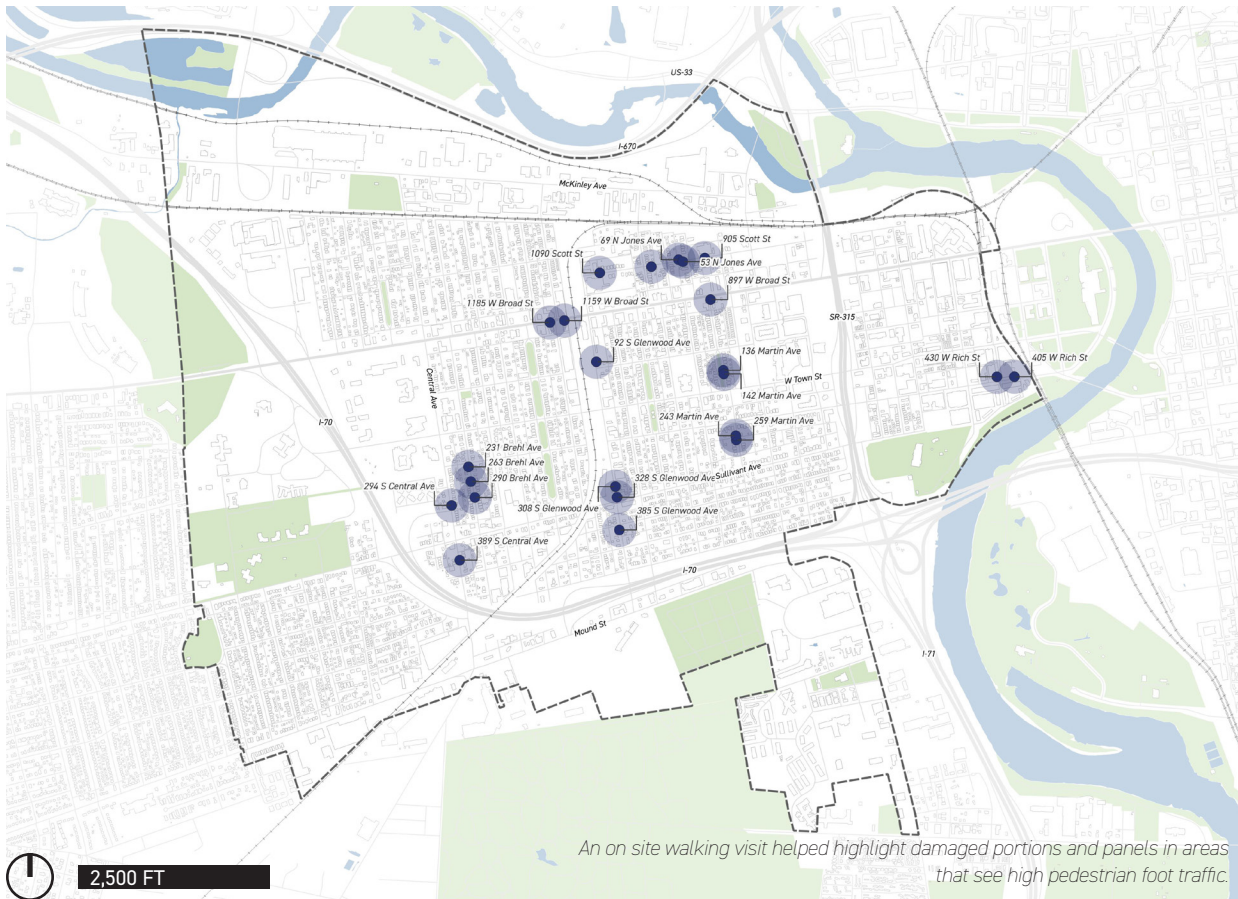 US-33
I-670
McKinley Ave
69 N Jones Ave
905 Scott St
1090 Scott St
53 N Jones Ave
897 W Broad St
1185 W Broad St
1159 W Broad St
SR-315
92 S Glenwood Ave
136 Martin Ave
430 W Rich St
405 W Rich St
Central Ave
W Town St
142 Martin Ave
I-70
243 Martin Ave
259 Martin Ave
231 Brehl Ave
263 Brehl Ave
290 Brehl Ave
294 S Central Ave
328 S Glenwood Ave
Sullivant Ave
308 S Glenwood Ave
385 S Glenwood Ave
389 S Central Ave
I-70
Mound St
I-71
An on site walking visit helped highlight damaged portions and panels in areas
that see high pedestrian foot traffic.
2,500 FT